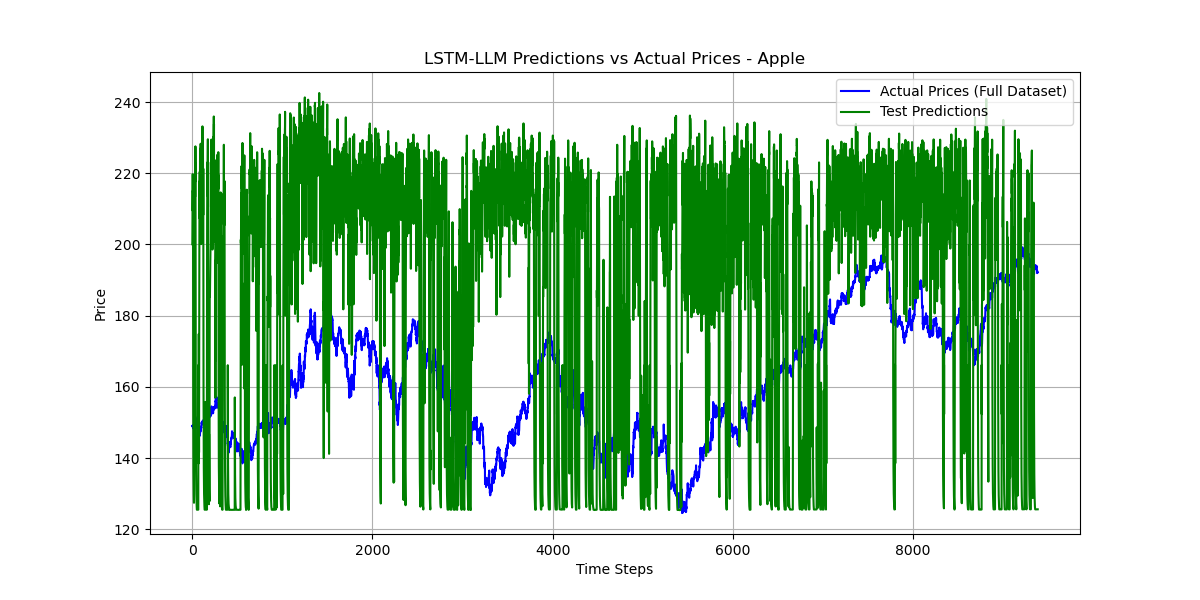 LSTM-LLM Predictions vs Actual Prices - Apple
Actual Prices (Full Dataset)
Test Predictions
240
220
200
180
160
140
120
Price
0 2000 4000 6000 8000
Time Steps